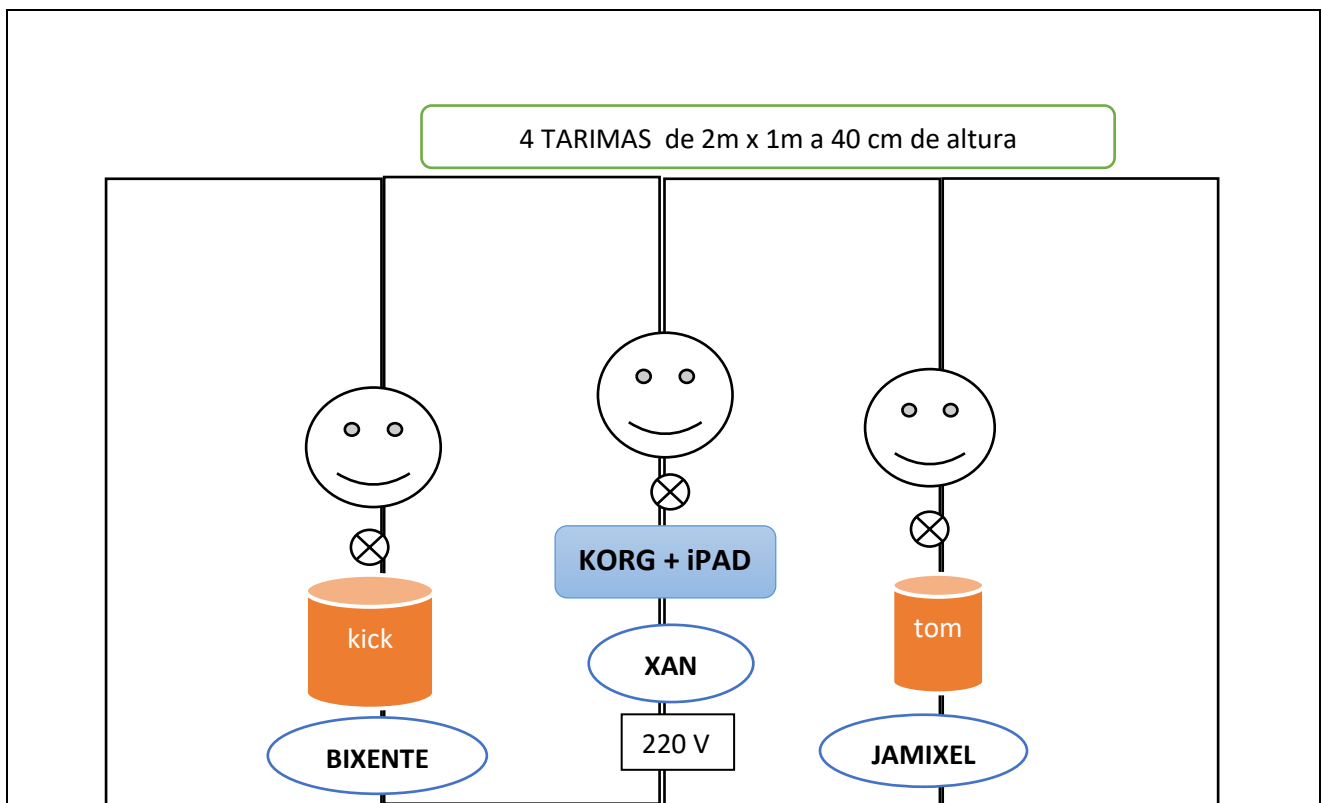 4 TARIMAS de 2m x 1m a 40 cm de altura
KORG + iPAD
kick
tom
XAN
220 V
BIXENTE
JAMIXEL